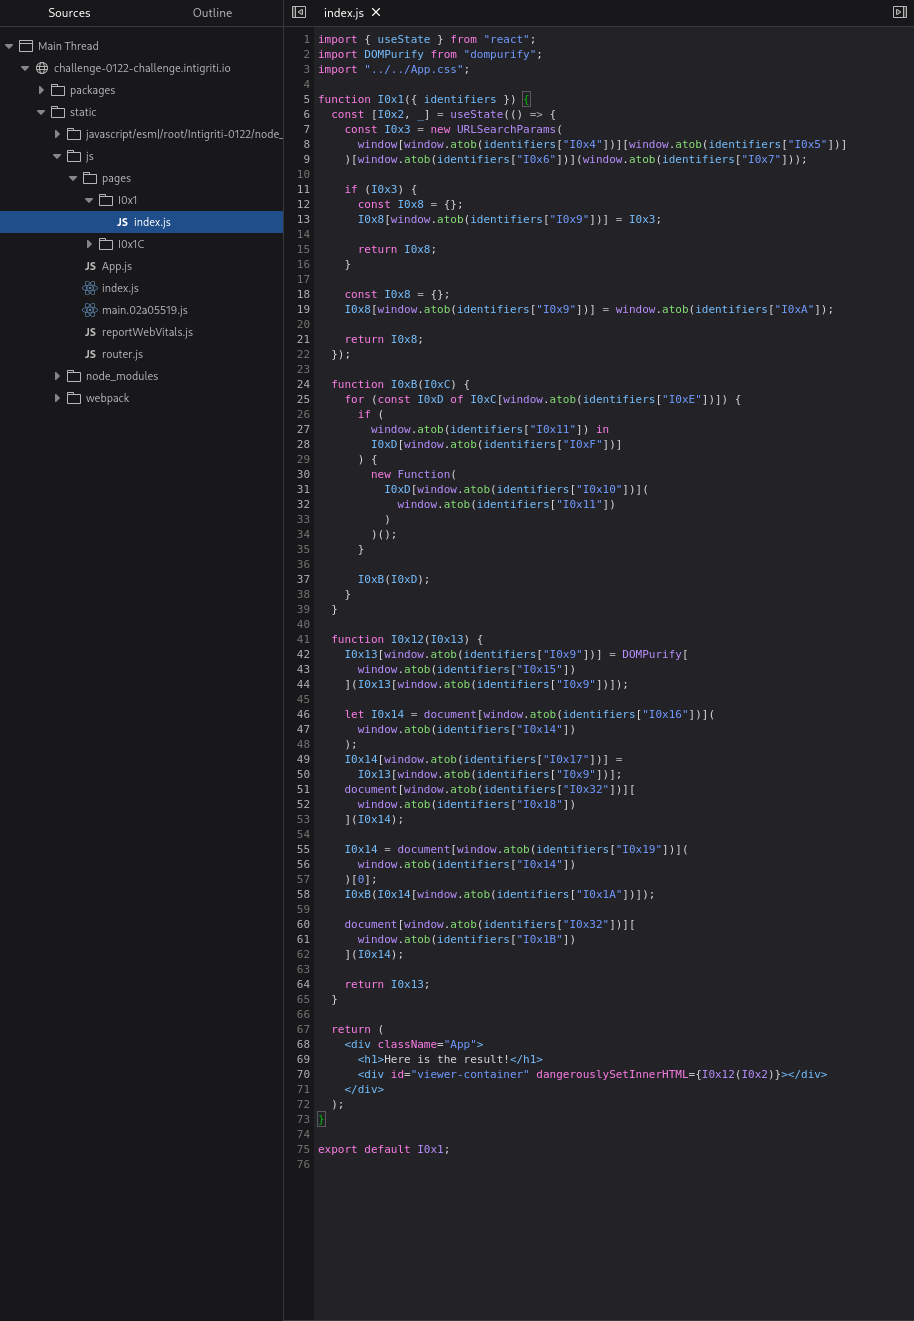 Sources
Outline
Main Thread
challenge-0122-challenge.intigriti.io
packages
static
javascript/esm|/root/Intigriti-0122/node_
js
pages
I0x1
JS index.js
I0x1C
JS App.js
index.js
main.02a05519.js
JS reportWebVitals.js
JS router.js
node_modules
webpack
index.js
1 import { useState } from "react";
2 import DOMPurify from "dompurify";
3 import "../../App.css";
4
5 function I0x1({ identifiers }) {
6 const [I0x2, _] = useState(() => {
7 const I0x3 = new URLSearchParams(
8 window[window.atob(identifiers["I0x4"])][window.atob(identifiers["I0x5"])]
9 )[window.atob(identifiers["I0x6"])](window.atob(identifiers["I0x7"]));
10
11 if (I0x3) {
12 const I0x8 = {};
13 I0x8[window.atob(identifiers["I0x9"])] = I0x3;
14
15 return I0x8;
16 }
17
18 const I0x8 = {};
19 I0x8[window.atob(identifiers["I0x9"])] = window.atob(identifiers["I0xA"]);
20
21 return I0x8;
22 });
23
24 function I0xB(I0xC) {
25 for (const I0xD of I0xC[window.atob(identifiers["I0xE"])]) {
26 if (
27 window.atob(identifiers["I0x11"]) in
28 I0xD[window.atob(identifiers["I0xF"])]
29 ) {
30 new Function(
31 I0xD[window.atob(identifiers["I0x10"])](
32 window.atob(identifiers["I0x11"])
33 )
34 )();
35 }
36
37 I0xB(I0xD);
38 }
39 }
40
41 function I0x12(I0x13) {
42 I0x13[window.atob(identifiers["I0x9"])] = DOMPurify[
43 window.atob(identifiers["I0x15"])
44 ](I0x13[window.atob(identifiers["I0x9"])]);
45
46 let I0x14 = document[window.atob(identifiers["I0x16"])](
47 window.atob(identifiers["I0x14"])
48 );
49 I0x14[window.atob(identifiers["I0x17"])] =
50 I0x13[window.atob(identifiers["I0x9"])];
51 document[window.atob(identifiers["I0x32"])][
52 window.atob(identifiers["I0x18"])
53 ](I0x14);
54
55 I0x14 = document[window.atob(identifiers["I0x19"])](
56 window.atob(identifiers["I0x14"])
57 )[0];
58 I0xB(I0x14[window.atob(identifiers["I0x1A"])]);
59
60 document[window.atob(identifiers["I0x32"])][
61 window.atob(identifiers["I0x1B"])
62 ](I0x14);
63
64 return I0x13;
65 }
66
67 return (
68 <div className="App">
69 <h1>Here is the result!</h1>
70 <div id="viewer-container" dangerouslySetInnerHTML={I0x12(I0x2)}></div>
71 </div>
72 );
73 }
74
75 export default I0x1;
76